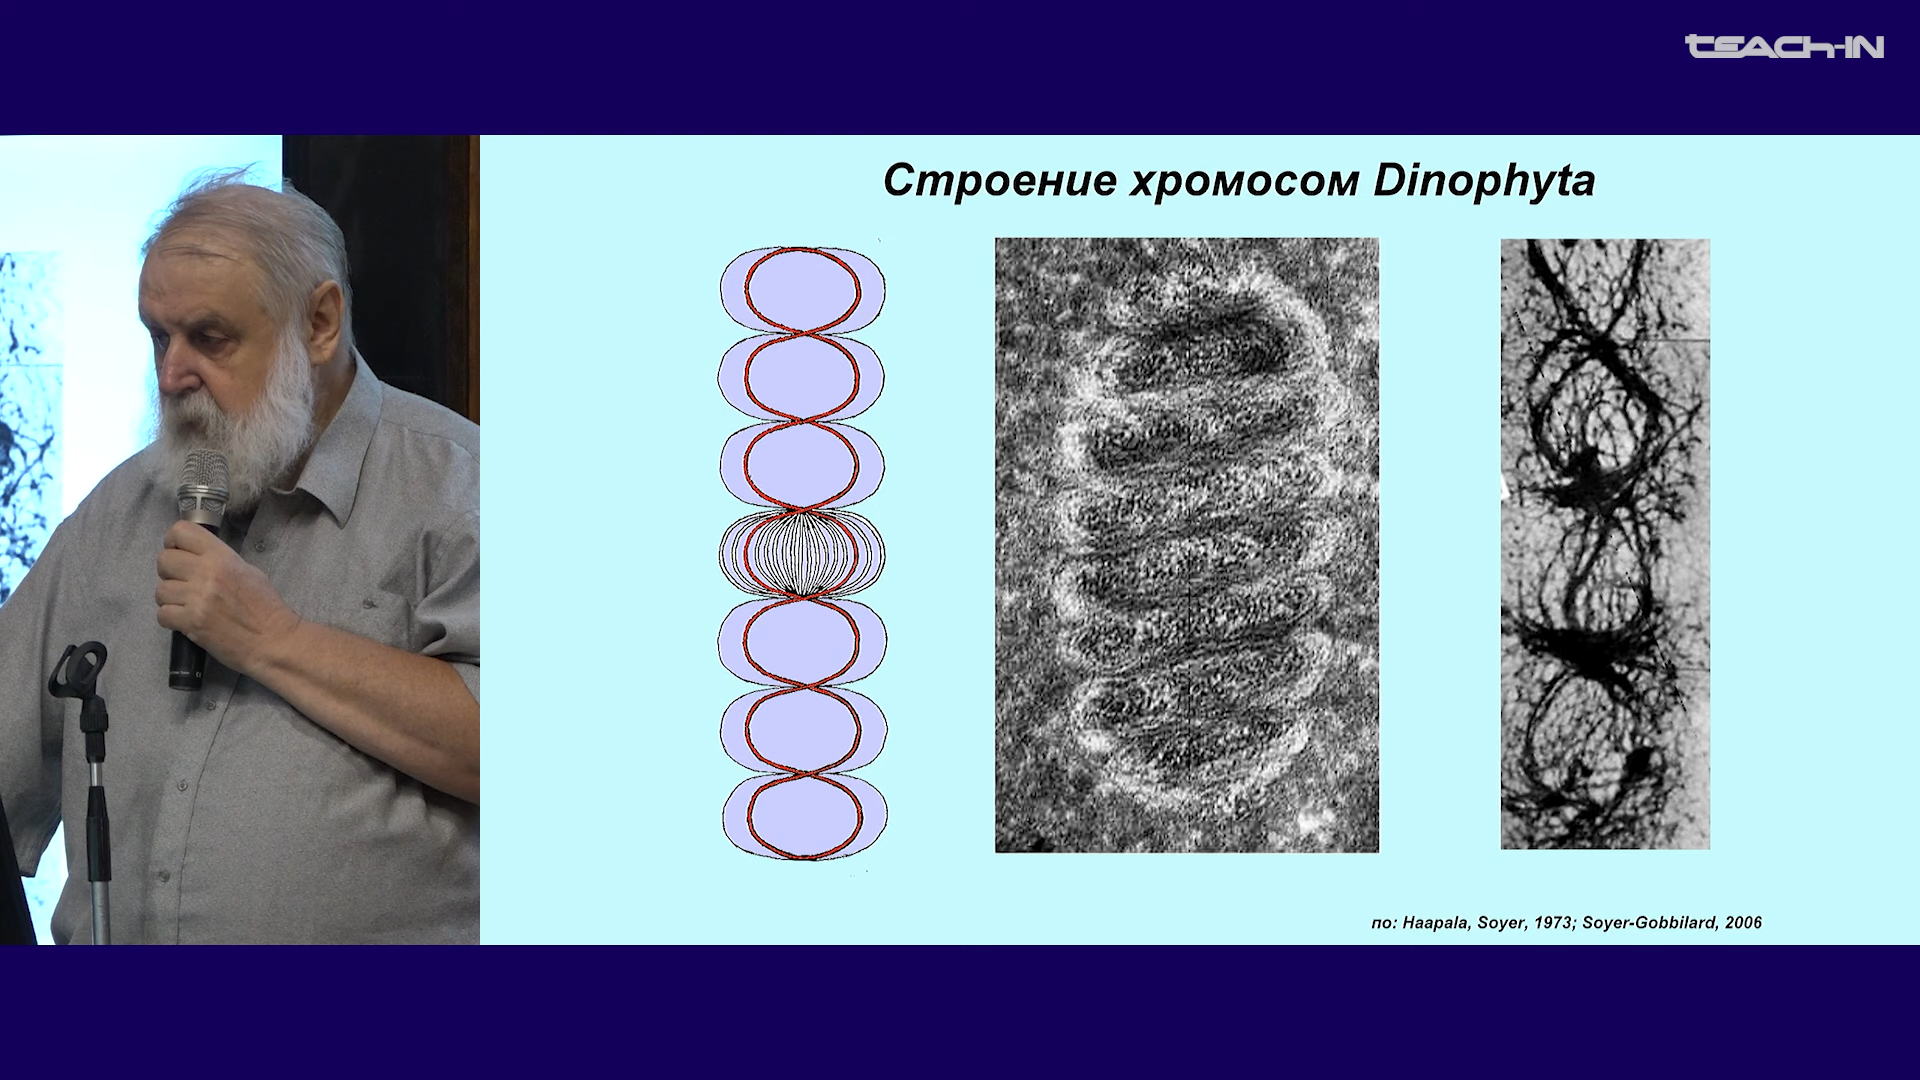 TEACH-IN
Строение хромосом Dinophyta
по: Haapala, Soyer, 1973; Soyer-Gobbilard, 2006